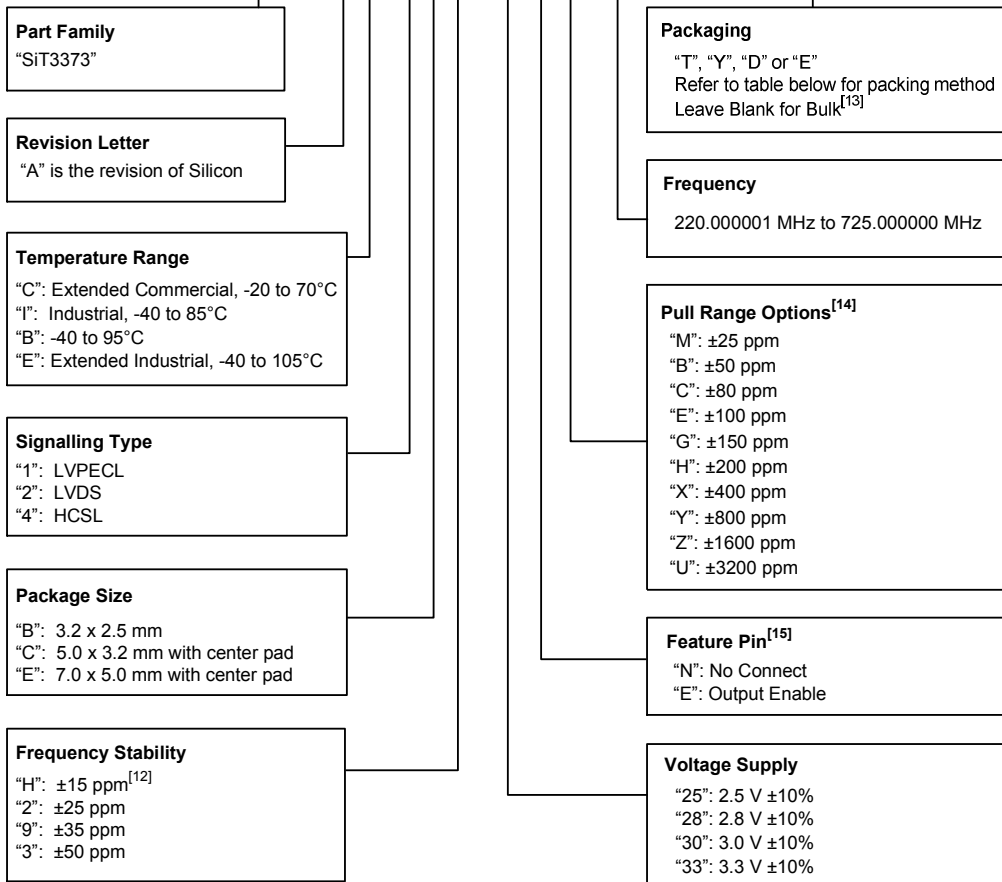 Part Family
“SiT3373”
Revision Letter
“A” is the revision of Silicon
Temperature Range
“C”: Extended Commercial, -20 to 70°C
“I”: Industrial, -40 to 85°C
“B”: -40 to 95°C
“E”: Extended Industrial, -40 to 105°C
Signalling Type
“1”: LVPECL
“2”: LVDS
“4”: HCSL
Package Size
“B”: 3.2 x 2.5 mm
“C”: 5.0 x 3.2 mm with center pad
“E”: 7.0 x 5.0 mm with center pad
Frequency Stability
“H”: ±15 ppm[12]
“2”: ±25 ppm
“9”: ±35 ppm
“3”: ±50 ppm
Packaging
“T”, “Y”, “D” or “E”
Refer to table below for packing method
Leave Blank for Bulk[13]
Frequency
220.000001 MHz to 725.000000 MHz
Pull Range Options[14]
“M”: ±25 ppm
“B”: ±50 ppm
“C”: ±80 ppm
“E”: ±100 ppm
“G”: ±150 ppm
“H”: ±200 ppm
“X”: ±400 ppm
“Y”: ±800 ppm
“Z”: ±1600 ppm
“U”: ±3200 ppm
Feature Pin[15]
“N”: No Connect
“E”: Output Enable
Voltage Supply
“25”: 2.5 V ±10%
“28”: 2.8 V ±10%
“30”: 3.0 V ±10%
“33”: 3.3 V ±10%